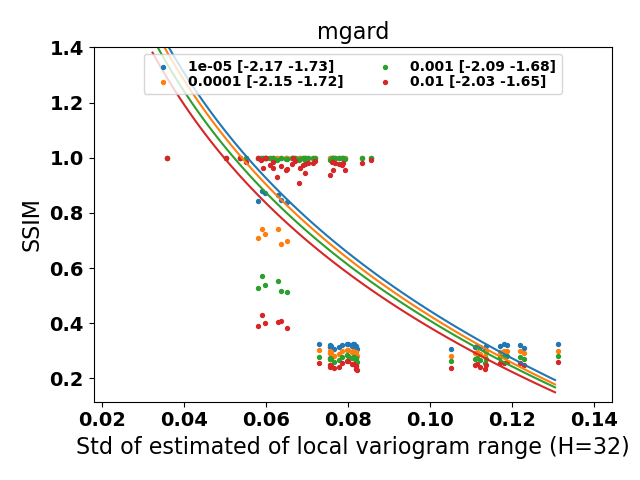 mgard
1e-05 [-2.17 -1.73]
0.0001 [-2.15 -1.72]
0.001 [-2.09 -1.68]
0.01 [-2.03 -1.65]
SSIM
1.4
1.2
1.0
0.8
0.6
0.4
0.2
0.02 0.04 0.06 0.08 0.10 0.12 0.14
Std of estimated of local variogram range (H=32)